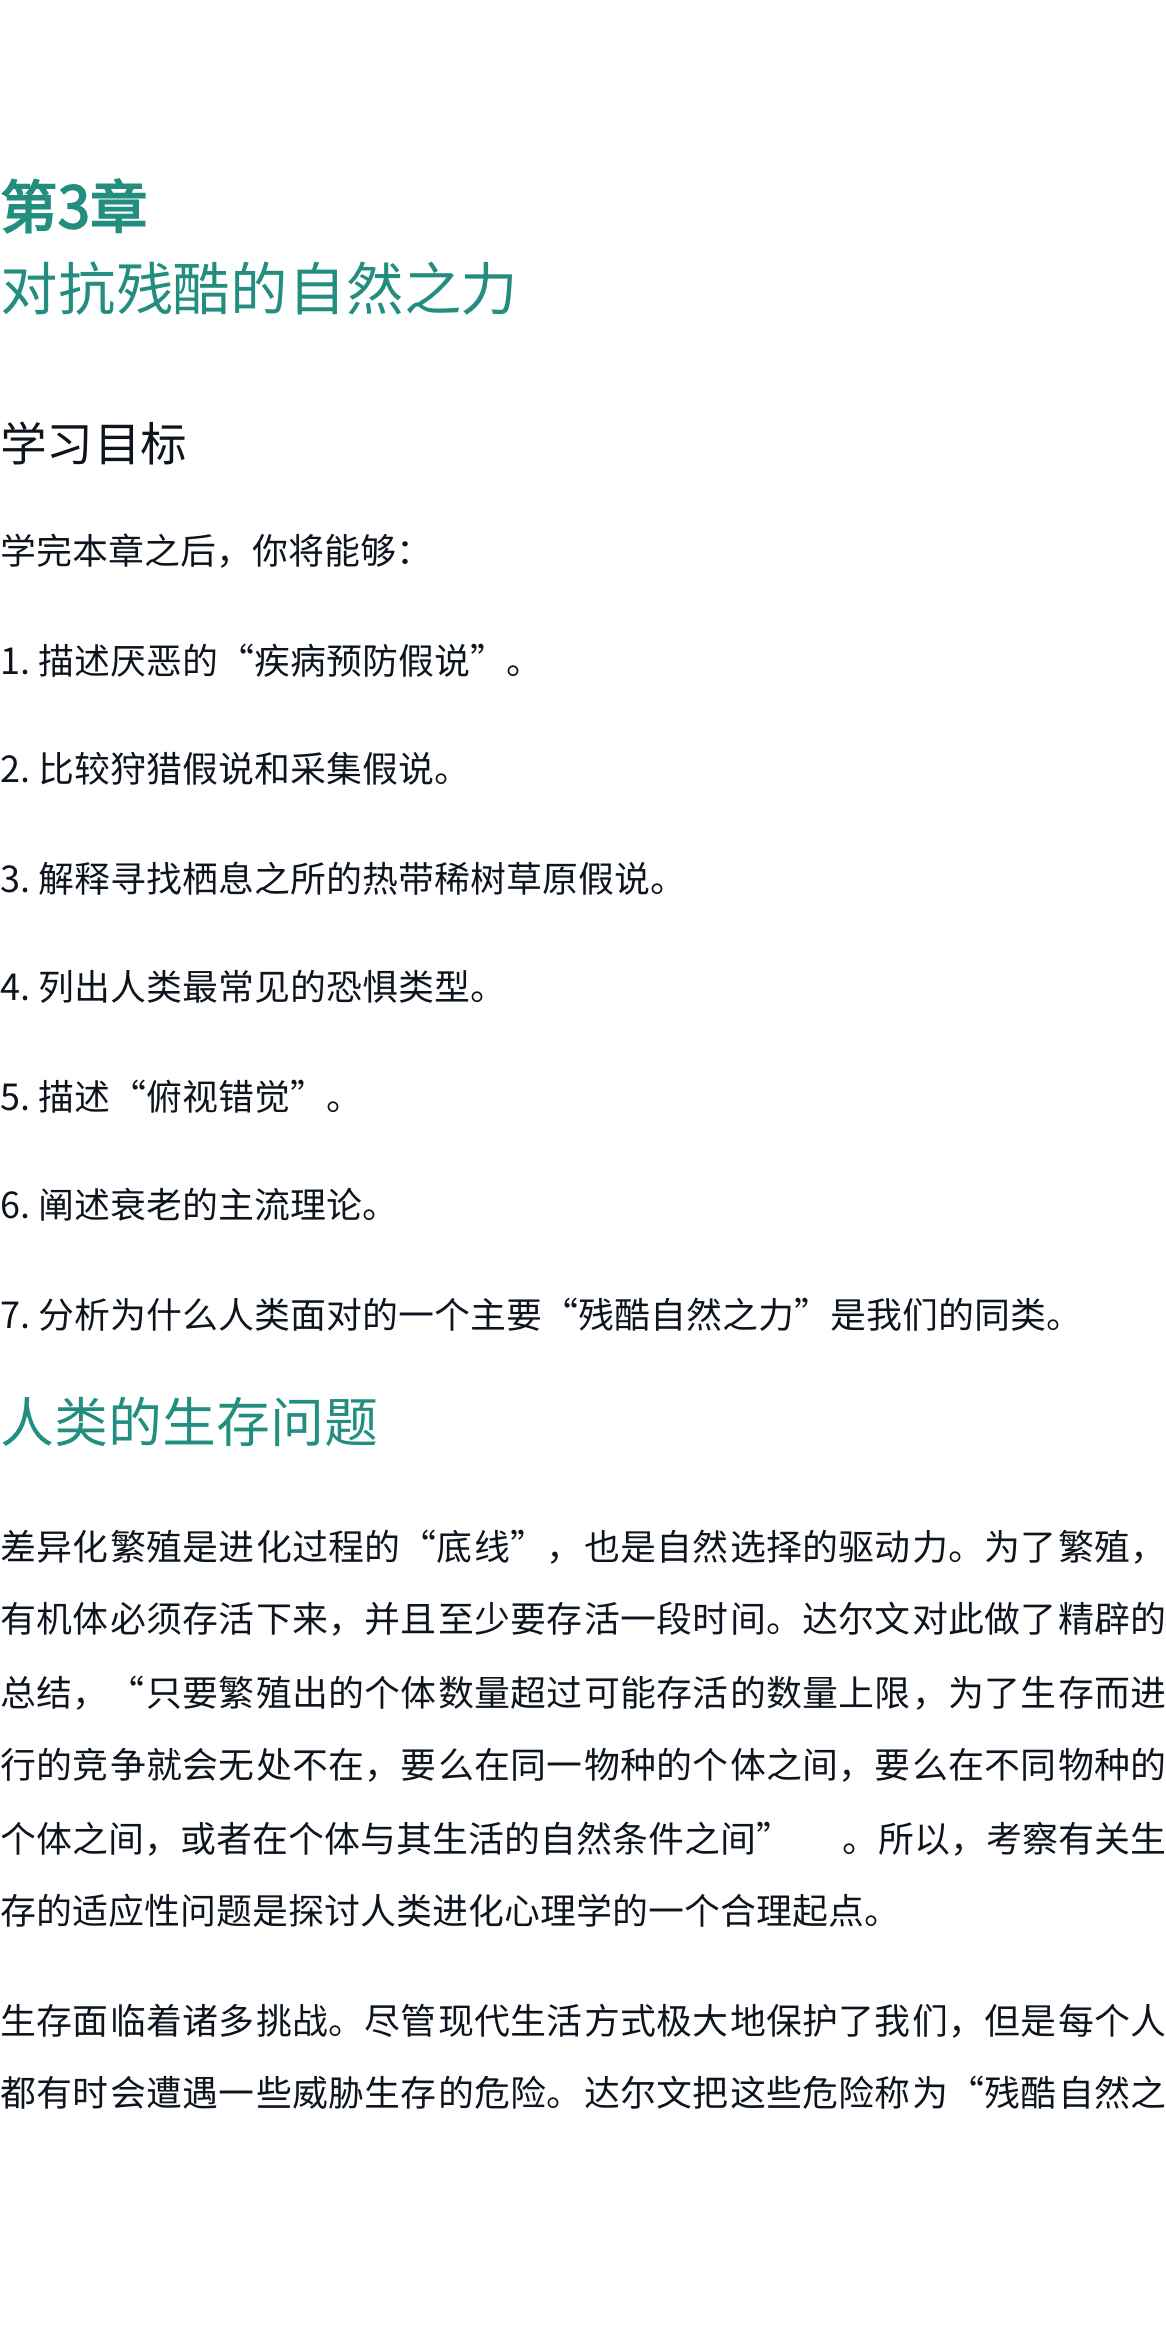 第3章
对抗残酷的自然之力
学习目标
学完本章之后，你将能够：
1. 描述厌恶的“疾病预防假说”。
2. 比较狩猎假说和采集假说。
3. 解释寻找栖息之所的热带稀树草原假说。
4. 列出人类最常见的恐惧类型。
5. 描述“俯视错觉”。
6. 阐述衰老的主流理论。
7. 分析为什么人类面对的一个主要“残酷自然之力”是我们的同类。
人类的生存问题
差异化繁殖是进化过程的“底线”，也是自然选择的驱动力。为了繁殖，
有机体必须存活下来，并且至少要存活一段时间。达尔文对此做了精辟的
总结，“只要繁殖出的个体数量超过可能存活的数量上限，为了生存而进
行的竞争就会无处不在，要么在同一物种的个体之间，要么在不同物种的
个体之间，或者在个体与其生活的自然条件之间” 。所以，考察有关生
存的适应性问题是探讨人类进化心理学的一个合理起点。
生存面临着诸多挑战。尽管现代生活方式极大地保护了我们，但是每个人
都有时会遭遇一些威胁生存的危险。达尔文把这些危险称为“残酷自然之